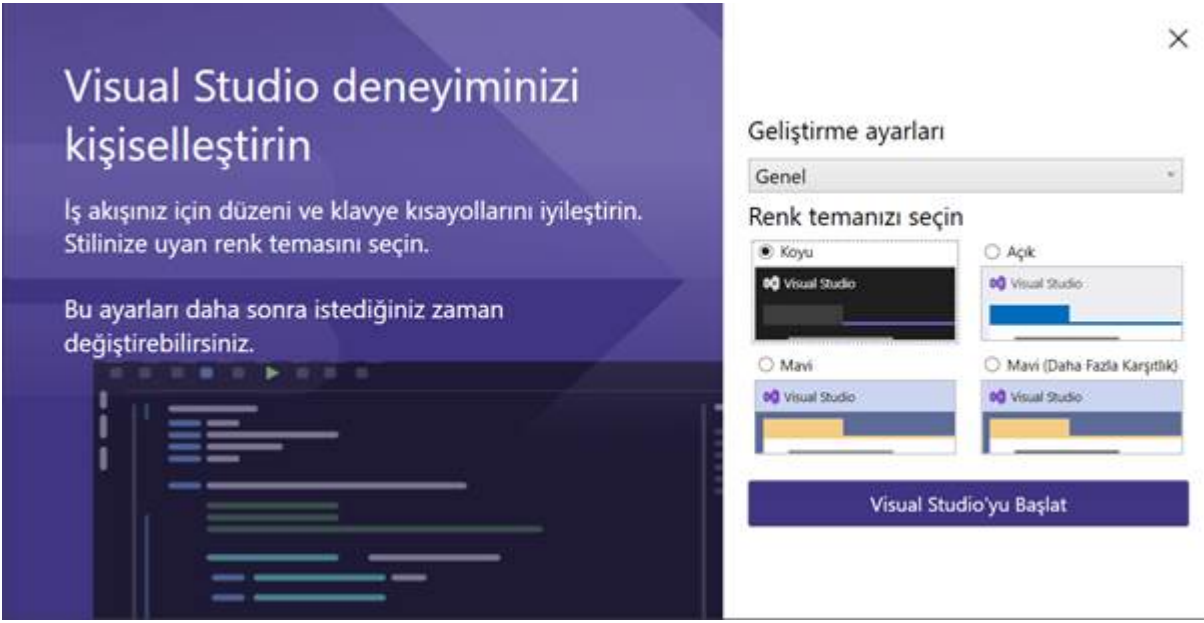 Visual Studio deneyiminizi
kişiselleştirin
İş akışınız için düzeni ve klavye kısayollarını iyileştirin.
Stilinize uyan renk temasını seçin.
Bu ayarları daha sonra istediğiniz zaman
değiştirebilirsiniz.
Geliştirme ayarları
Genel
Renk temanızı seçin
Koyu
Visual Studio
Açık
Visual Studio
Mavi
Visual Studio
Mavi (Daha Fazla Karşıtlık)
Visual Studio
Visual Studio'yu Başlat